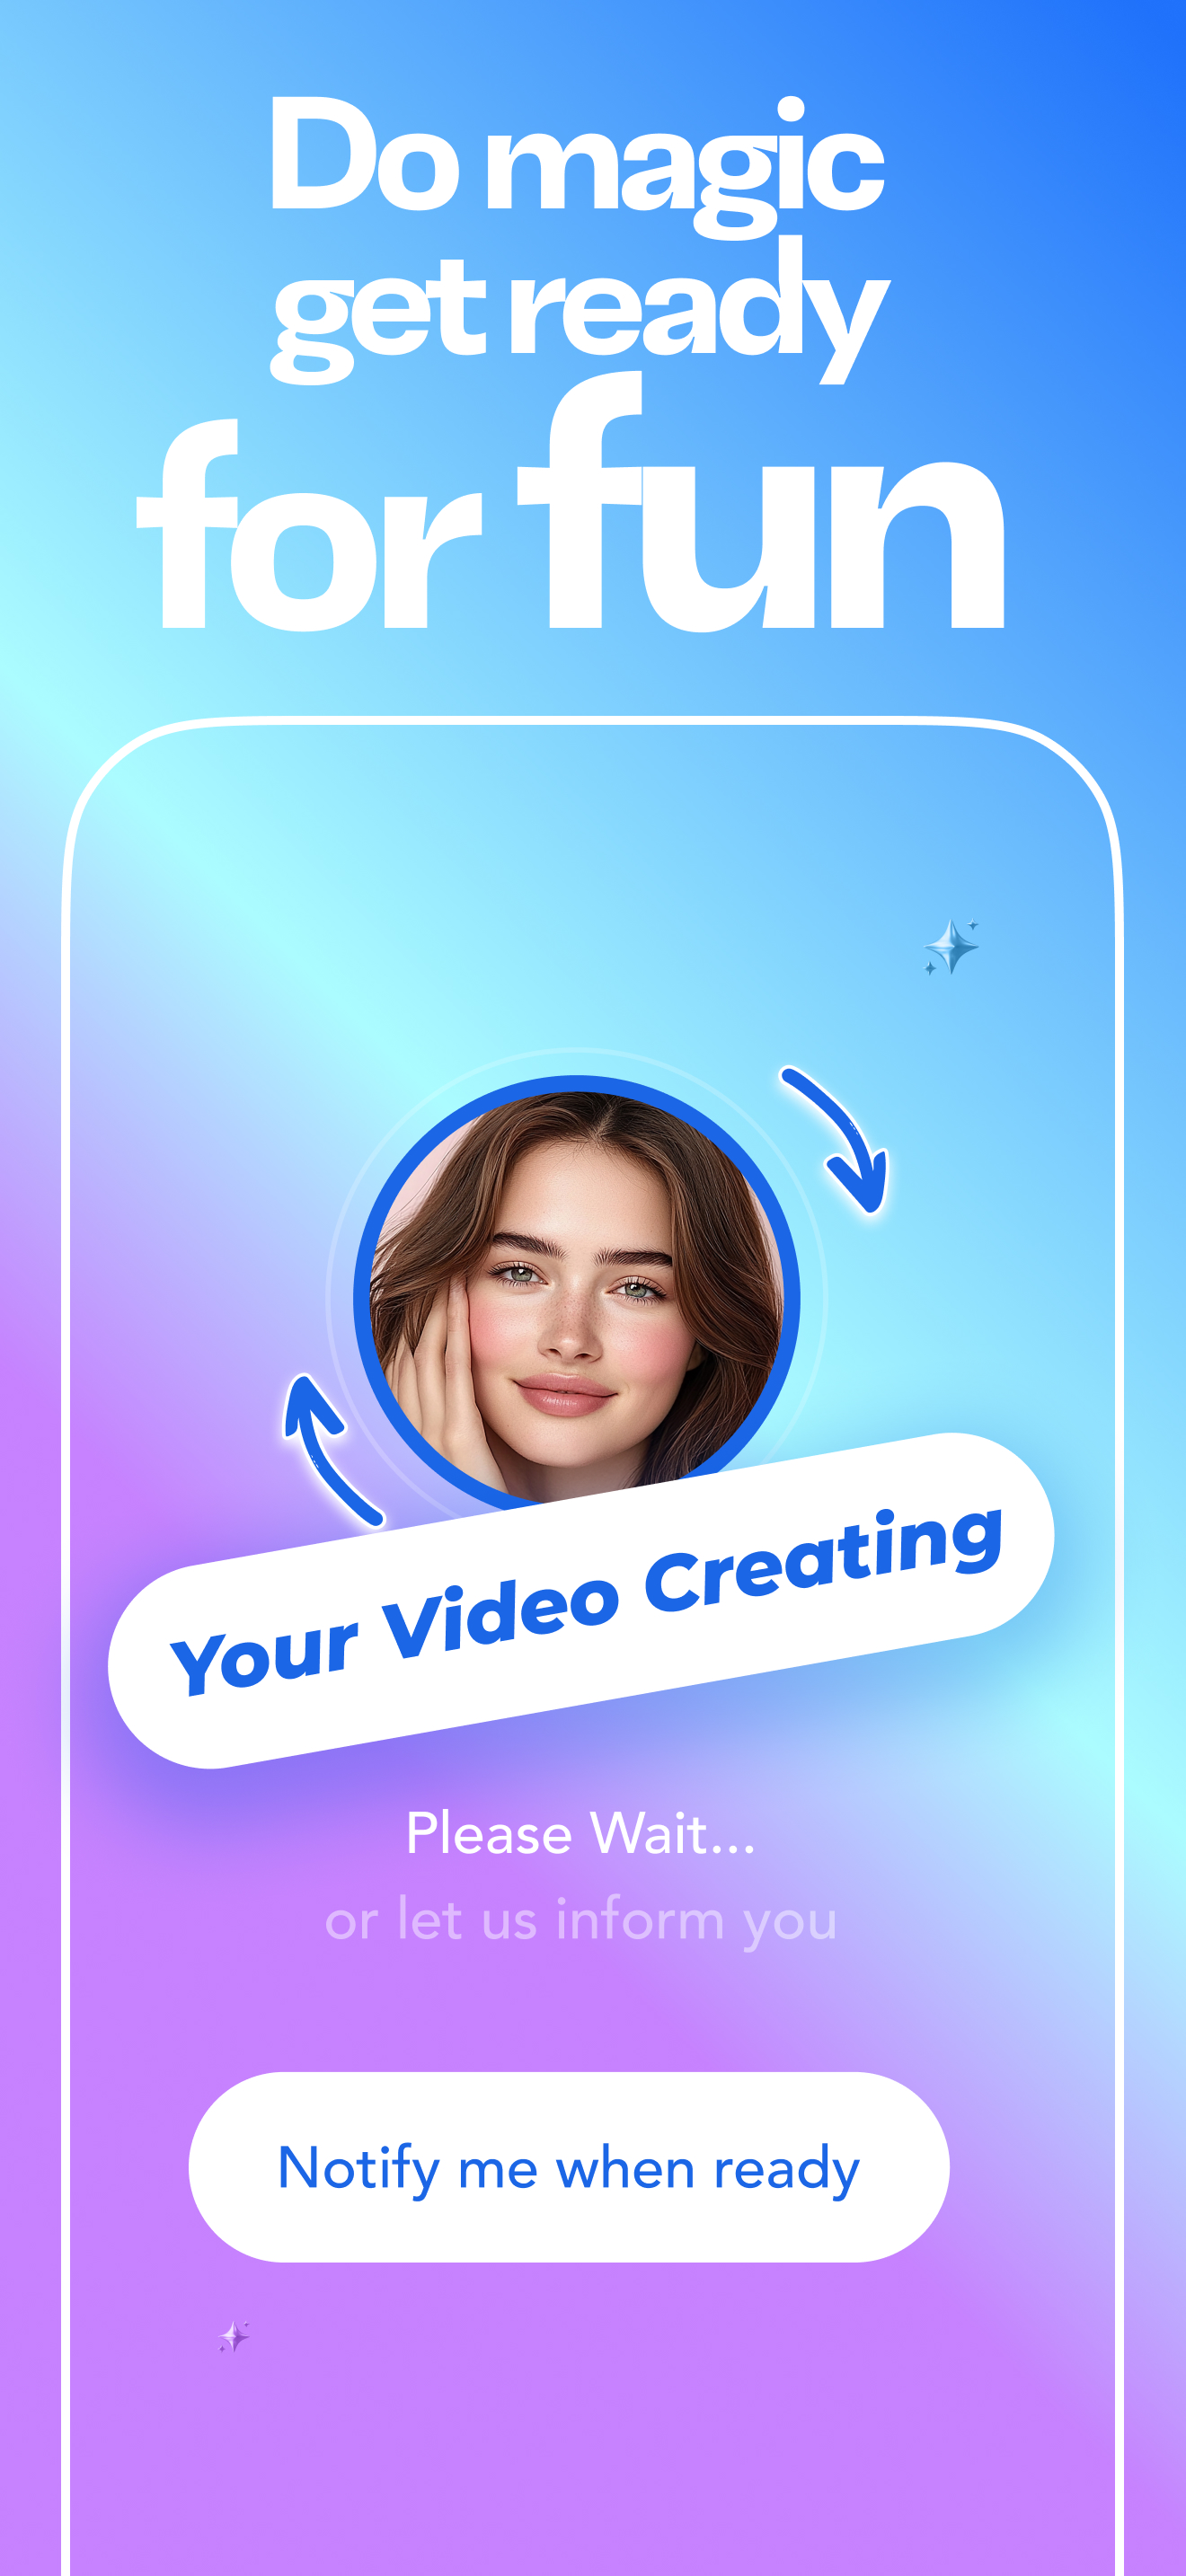 Do magic
get ready
for fun
Your Video Creating
Please Wait...
or let us inform you
Notify me when ready